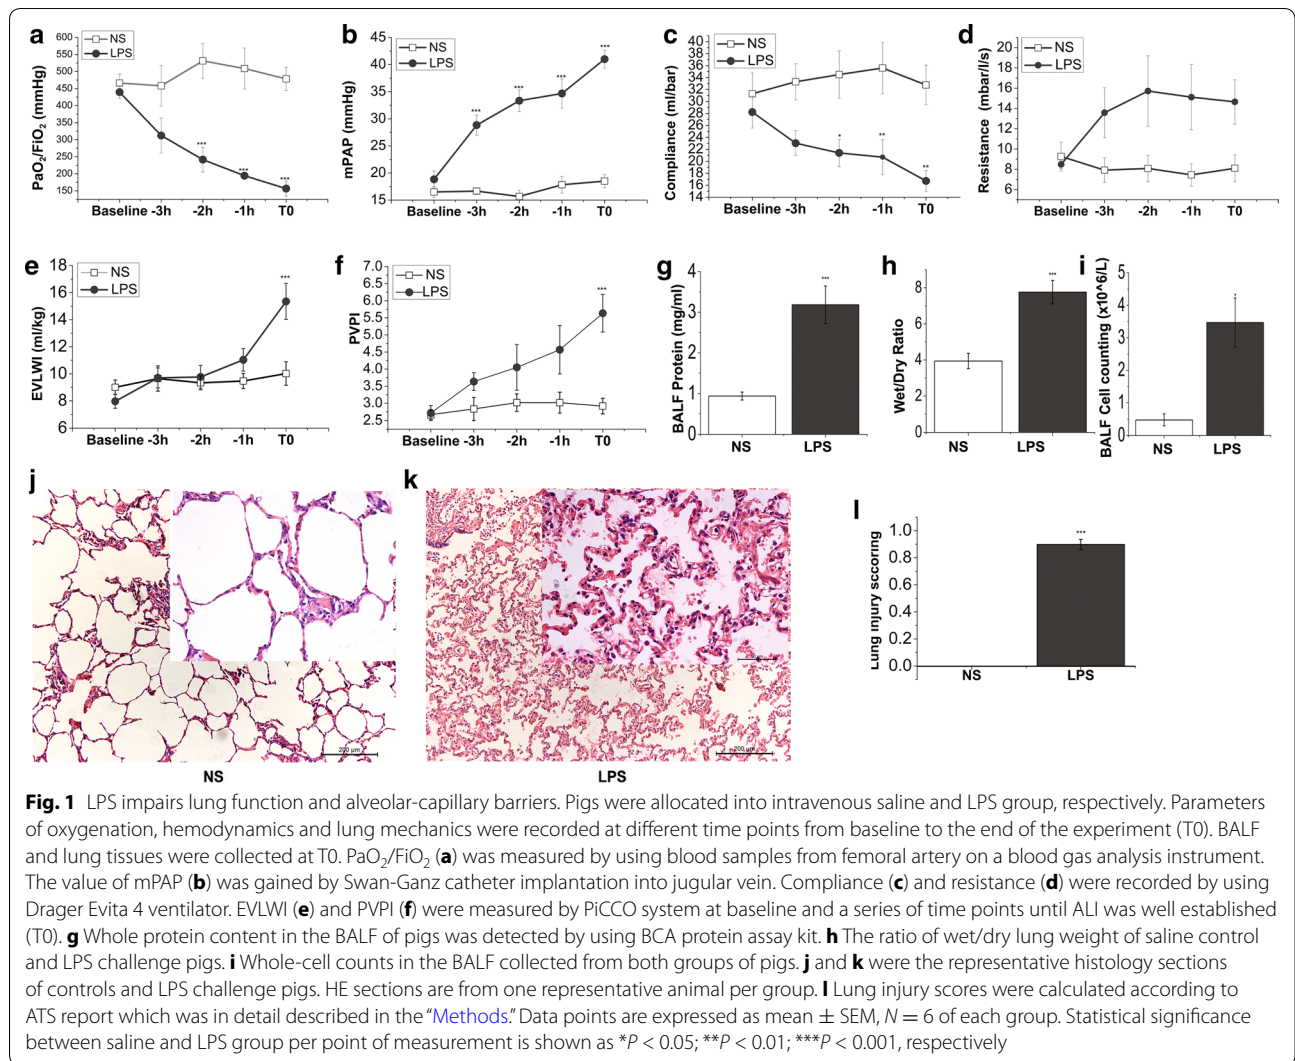 a
600
550
500
450
400
350
300
250
200
150
PaO2/FiO2 (mmHg)
NS
LPS
***
***
***
Baseline -3h -2h -1h T0
b
45
40
35
30
25
20
15
mPAP (mmHg)
NS
LPS
***
***
***
***
Baseline -3h -2h -1h T0
c
40
38
36
34
32
30
28
26
24
22
20
18
16
14
Compliance (ml/bar)
NS
LPS
*
**
**
Baseline -3h -2h -1h T0
d
20
18
16
14
12
10
8
6
Resistance (mbar/l/s)
NS
LPS
Baseline -3h -2h -1h T0
e
18
16
14
12
10
8
6
EVLWI (ml/kg)
NS
LPS
***
Baseline -3h -2h -1h T0
f
7.0
6.0
5.5
5.0
4.5
4.0
3.5
3.0
2.5
PVPI
NS
LPS
***
Baseline -3h -2h -1h T0
g
4
3
2
1
0
BALF Protein (mg/ml)
***
NS LPS
h
8
6
4
2
0
Wet/Dry Ratio
***
NS LPS
i
5
4
3
2
1
0
BALF Cell counting (x10^6/L)
*
NS LPS
j
200 μm
NS
k
200 μm
LPS
l
1.0
0.8
0.6
0.4
0.2
0.0
Lung injury sccoring
***
NS LPS
Fig. 1 LPS impairs lung function and alveolar-capillary barriers. Pigs were allocated into intravenous saline and LPS group, respectively. Parameters
of oxygenation, hemodynamics and lung mechanics were recorded at different time points from baseline to the end of the experiment (T0). BALF
and lung tissues were collected at T0. PaO2/FiO2 (a) was measured by using blood samples from femoral artery on a blood gas analysis instrument.
The value of mPAP (b) was gained by Swan-Ganz catheter implantation into jugular vein. Compliance (c) and resistance (d) were recorded by using
Drager Evita 4 ventilator. EVLWI (e) and PVPI (f) were measured by PiCCO system at baseline and a series of time points until ALI was well established
(T0). g Whole protein content in the BALF of pigs was detected by using BCA protein assay kit. h The ratio of wet/dry lung weight of saline control
and LPS challenge pigs. i Whole-cell counts in the BALF collected from both groups of pigs. j and k were the representative histology sections
of controls and LPS challenge pigs. HE sections are from one representative animal per group. l Lung injury scores were calculated according to
ATS report which was in detail described in the “Methods.” Data points are expressed as mean ± SEM, N = 6 of each group. Statistical significance
between saline and LPS group per point of measurement is shown as *P < 0.05; **P < 0.01; ***P < 0.001, respectively